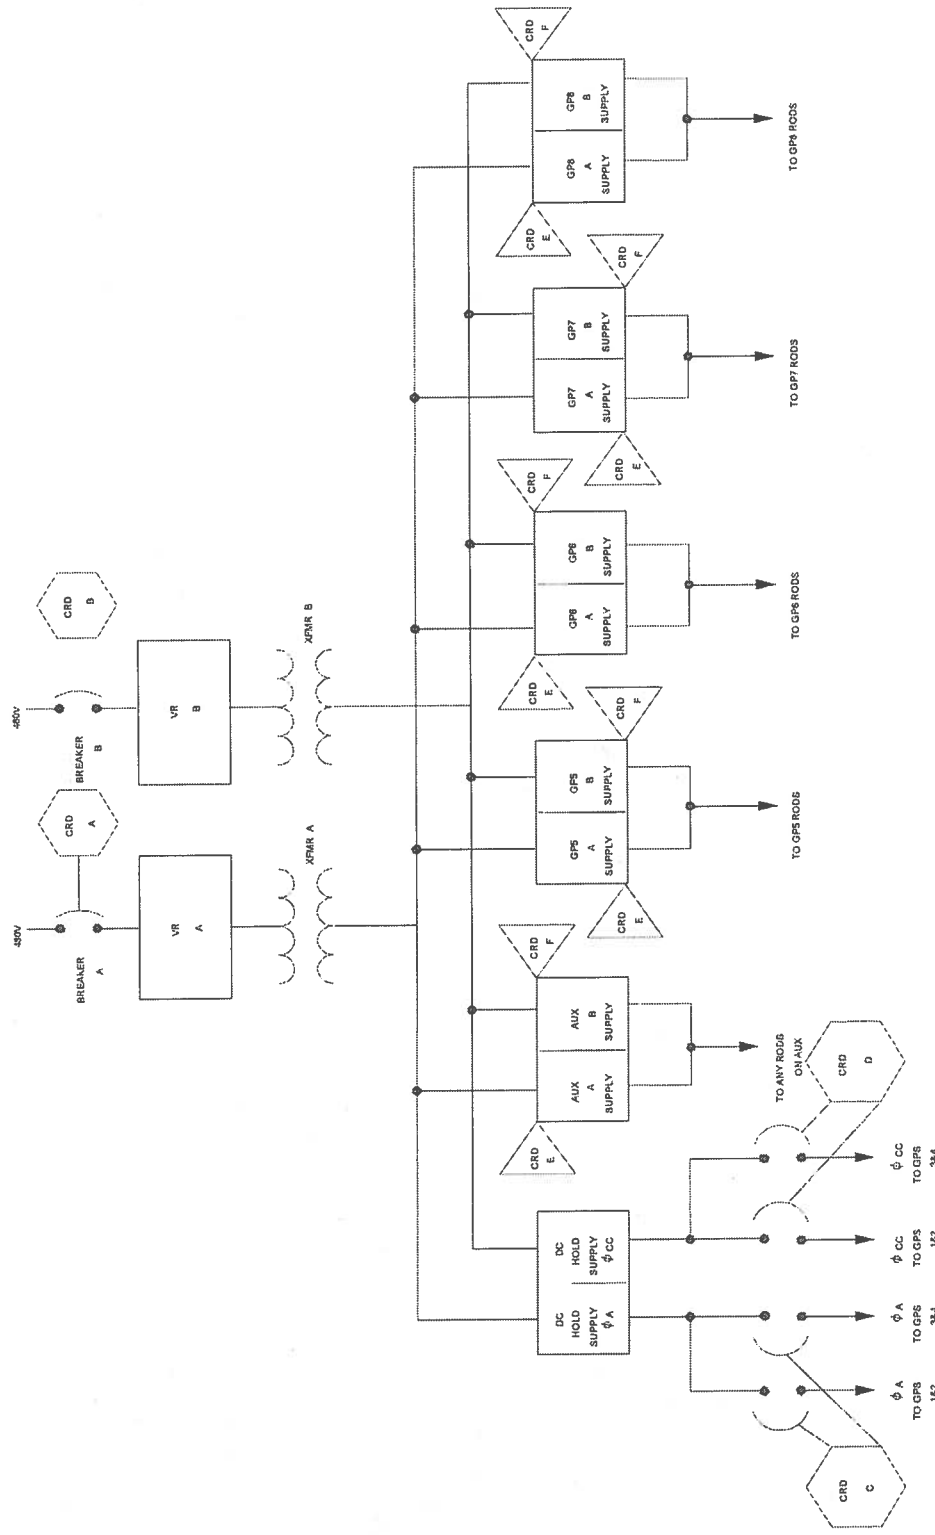 480V
480V
BREAKER
A
BREAKER
B
CRD
A
CRD
B
VR
A
VR
B
XFMR A
XFMR B
DC
HOLD
SUPPLY
ϕ A
DC
HOLD
SUPPLY
ϕ CC
CRD
E
AUX
A
SUPPLY
AUX
B
SUPPLY
CRD
F
CRD
E
GP5
A
SUPPLY
GP5
B
SUPPLY
CRD
F
CRD
E
GP6
A
SUPPLY
GP6
B
SUPPLY
CRD
F
CRD
E
GP7
A
SUPPLY
GP7
B
SUPPLY
CRD
F
CRD
E
GP8
A
SUPPLY
GP8
B
SUPPLY
CRD
F
TO ANY RODS
ON AUX
TO GP5 RODS
TO GP6 RODS
TO GP7 RODS
TO GP8 RODS
CRD
C
ϕ A
TO GPS
1&2
ϕ A
TO GPS
ϕ CC
TO GPS
1&2
ϕ CC
TO GPS
CRD
D